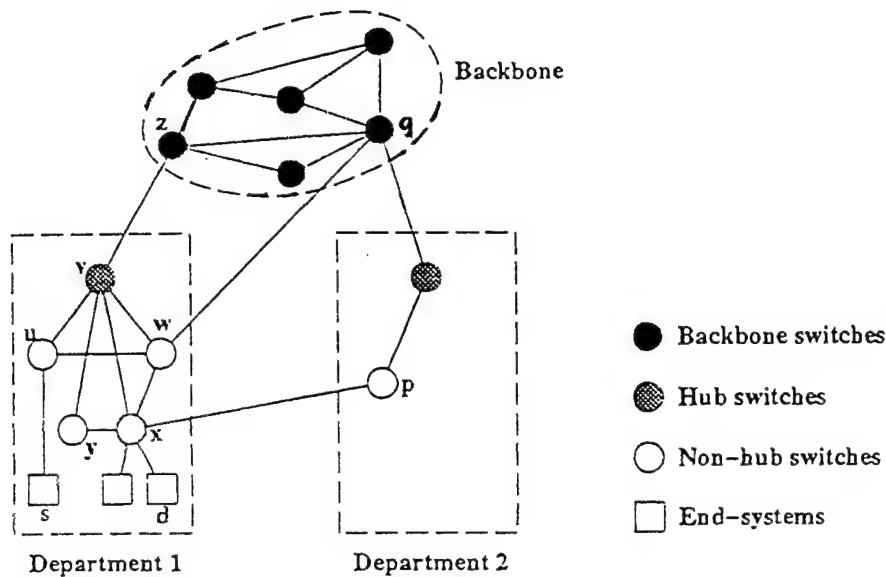 Backbone
z
q
v
u
w
p
y
x
s
d
Department 1
Department 2
Backbone switches
Hub switches
Non-hub switches
End-systems